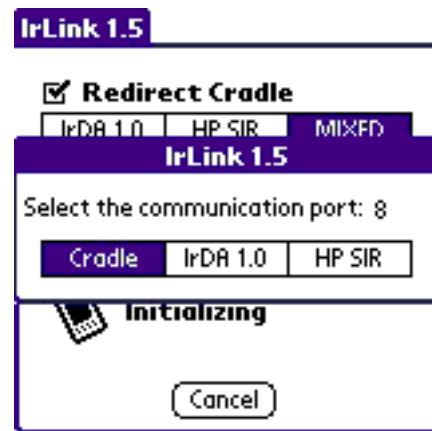 IrLink 1.5
Redirect Cradle
IrDA 1.0 HP SIR MIXED
IrLink 1.5
Select the communication port: 8
Cradle IrDA 1.0 HP SIR
Initializing
Cancel